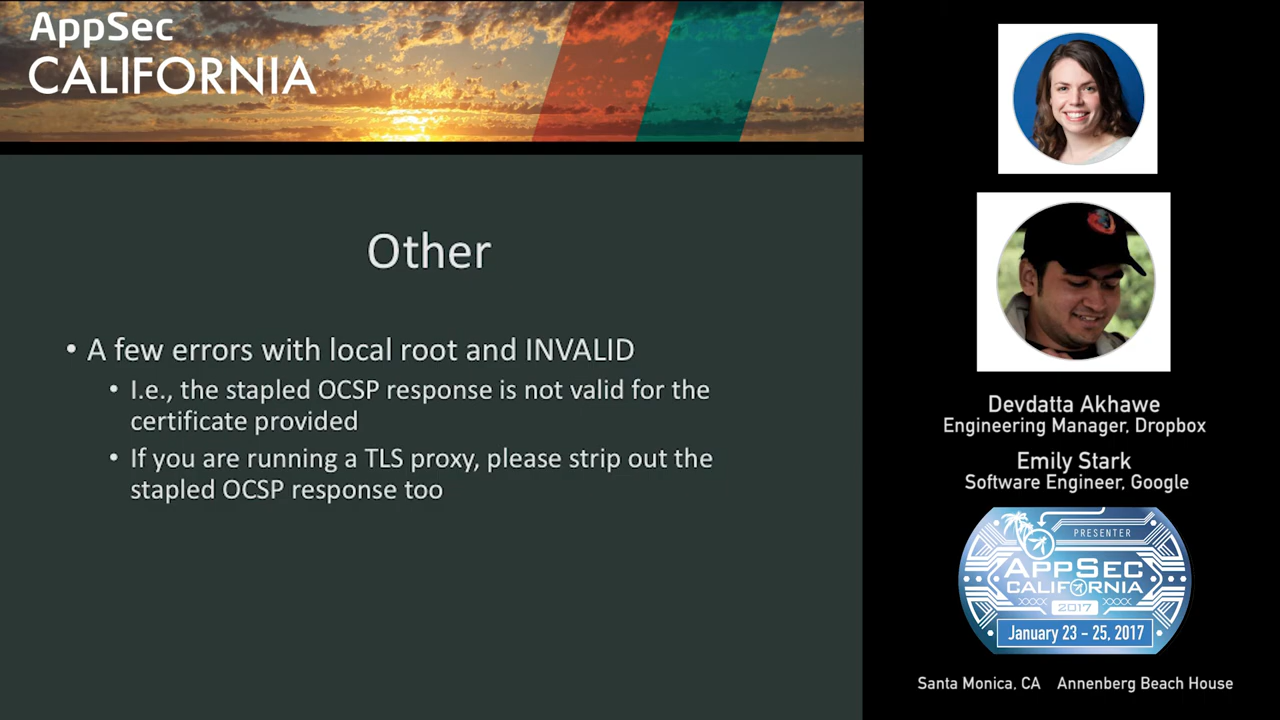 AppSec
CALIFORNIA
Other
• A few errors with local root and INVALID
• I.e., the stapled OCSP response is not valid for the
certificate provided
• If you are running a TLS proxy, please strip out the
stapled OCSP response too
Devdatta Akhawe
Engineering Manager, Dropbox
Emily Stark
Software Engineer, Google
PRESENTER
APPSEC
CALIFORNIA
2017
January 23 - 25, 2017
Santa Monica, CA Annenberg Beach House